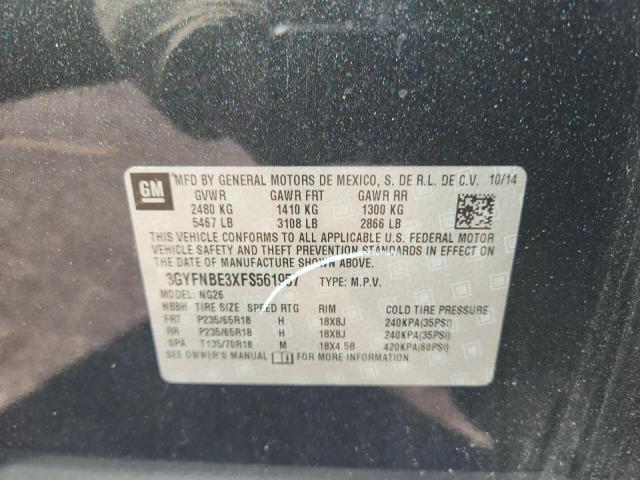 GM
MFD BY GENERAL MOTORS DE MEXICO, S. DE R.L. DE C.V. 10/14
GVWR GAWR FRT GAWR RR
2480 KG 1410 KG 1300 KG
5467 LB 3108 LB 2866 LB
THIS VEHICLE CONFORMS TO ALL APPLICABLE U.S. FEDERAL MOTOR
VEHICLE SAFETY AND THEFT PREVENTION STANDARDS IN EFFECT ON
THE DATE OF MANUFACTURE SHOWN ABOVE.
3GYFNBE3XFS561957 TYPE: M.P.V.
MODEL: NG26
NBBH TIRE SIZE SPEED RTG RIM COLD TIRE PRESSURE
FRT P235/65R18 H 18X8J 240KPA(35PSI)
RR P235/65R18 H 18X8J 240KPA(35PSI)
SPA T135/70R18 M 18X4.5B 420KPA(60PSI)
SEE OWNER'S MANUAL FOR MORE INFORMATION.